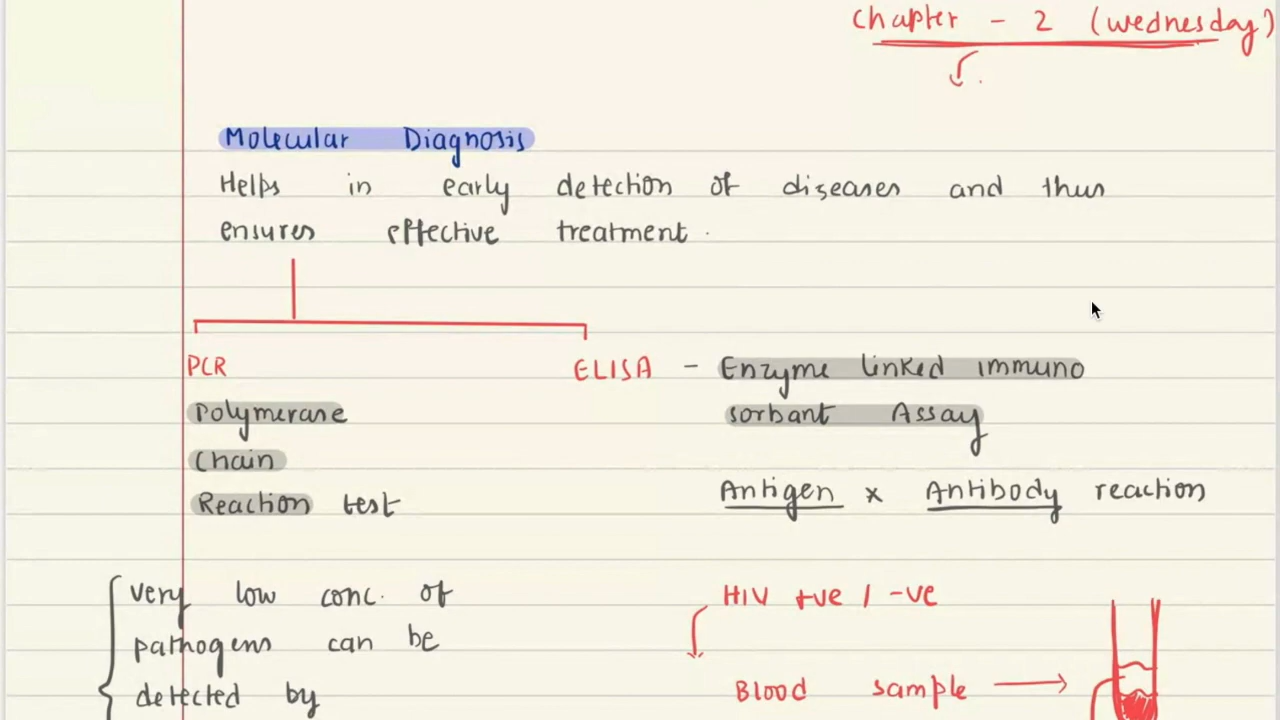 Chapter - 2 (wednesday)
Molecular Diagnosis
Helps in early detection of diseases and thus
ensures effective treatment.
PCR
ELISA - Enzyme linked immuno
sorbant Assay
Polymerase
Chain
Reaction test
Antigen x Antibody reaction
very low conc. of
pathogens can be
detected by
HIV +ve / -ve
Blood sample →